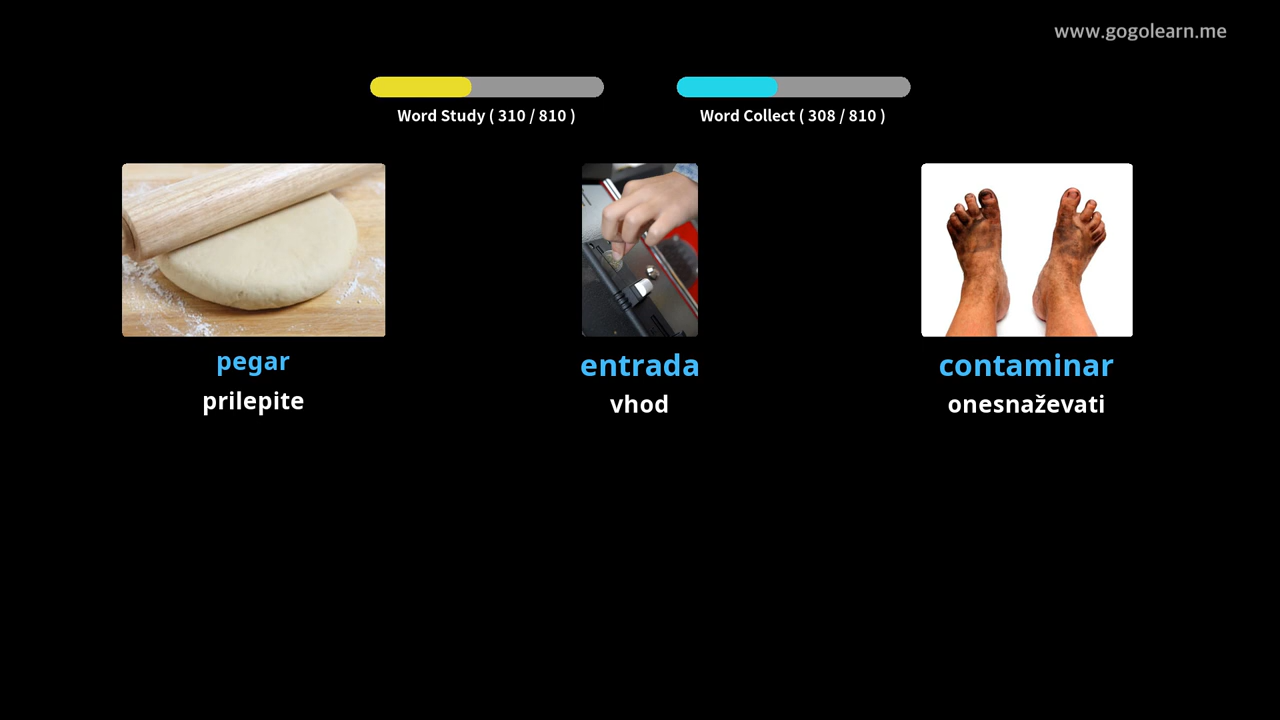 www.gogolearn.me
Word Study ( 310 / 810 )
Word Collect ( 308 / 810 )
pegar
prilepite
entrada
vhod
contaminar
onesnaževati